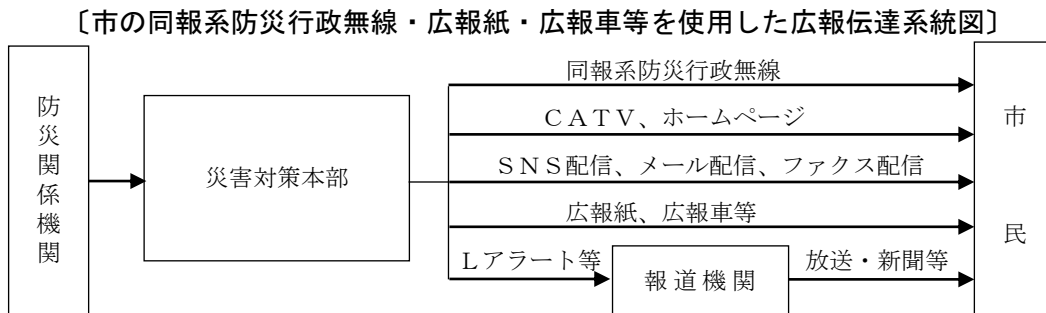 〔市の同報系防災行政無線・広報紙・広報車等を使用した広報伝達系統図〕
防災関係機関
災害対策本部
同報系防災行政無線
ＣＡＴＶ、ホームページ
ＳＮＳ配信、メール配信、ファクス配信
広報紙、広報車等
Ｌアラート等
報道機関
放送・新聞等
市民